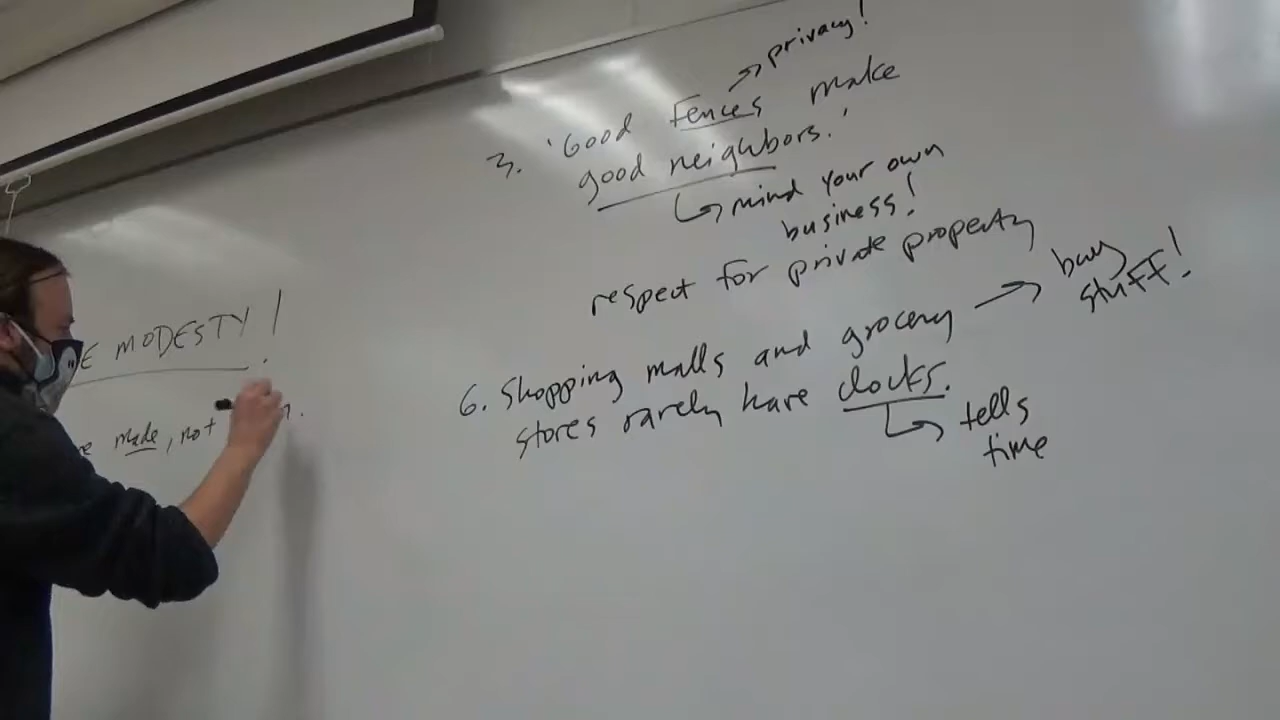 E MODESTY!
made, not
privacy!
3. 'Good Fences make
good neighbors.'
mind your own
business!
respect for private property
6. Shopping malls and grocery
buy
stuff!
stores rarely have clocks.
tells
time